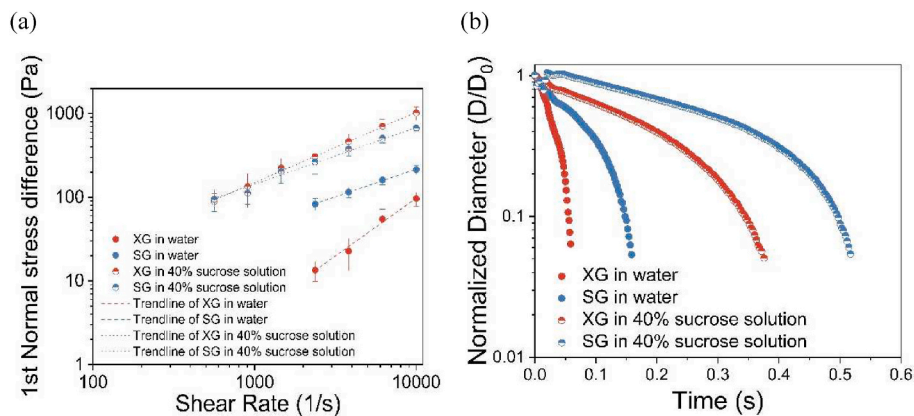 (a)
1st Normal stress difference (Pa)
1000
100
10
1
XG in water
SG in water
XG in 40% sucrose solution
SG in 40% sucrose solution
Trendline of XG in water
Trendline of SG in water
Trendline of XG in 40% sucrose solution
Trendline of SG in 40% sucrose solution
100
1000
10000
Shear Rate (1/s)
(b)
Normalized Diameter (D/D₀)
1
0.1
0.01
XG in water
SG in water
XG in 40% sucrose solution
SG in 40% sucrose solution
0.0 0.1 0.2 0.3 0.4 0.5 0.6
Time (s)